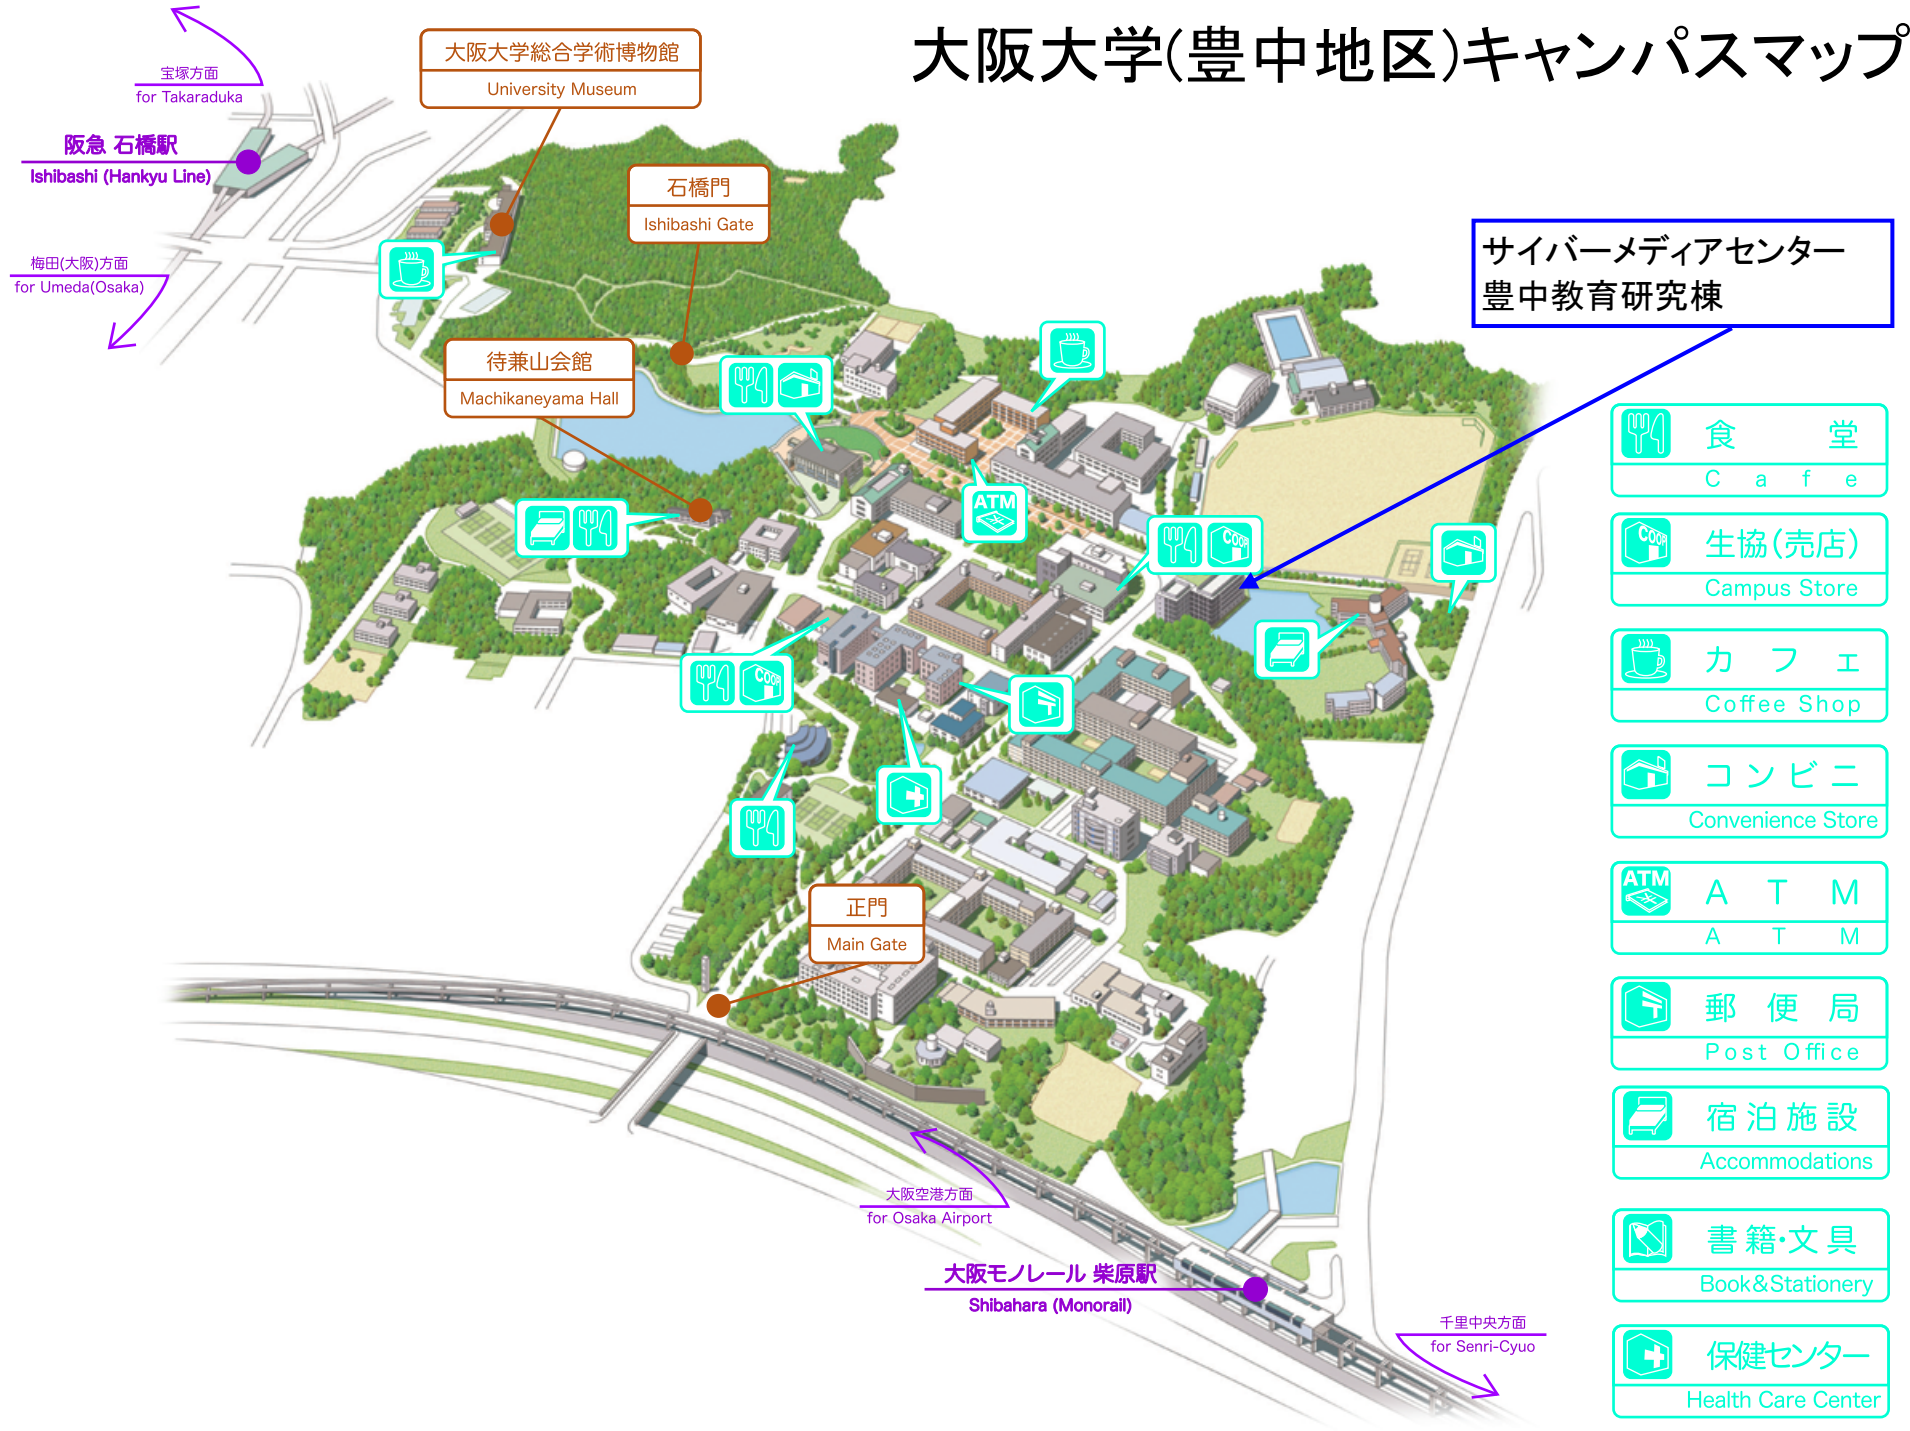 大阪大学(豊中地区)キャンパスマップ
宝塚方面
for Takaraduka
阪急 石橋駅
Ishibashi (Hankyu Line)
梅田(大阪)方面
for Umeda(Osaka)
大阪大学総合学術博物館
University Museum
石橋門
Ishibashi Gate
待兼山会館
Machikaneyama Hall
サイバーメディアセンター
豊中教育研究棟
ATM
COOP
COOP
正門
Main Gate
大阪空港方面
for Osaka Airport
大阪モノレール 柴原駅
Shibahara (Monorail)
千里中央方面
for Senri-Cyuo
食堂
Cafe
COOP
生協(売店)
Campus Store
カフェ
Coffee Shop
コンビニ
Convenience Store
ATM
ATM
ATM
郵便局
Post Office
宿泊施設
Accommodations
書籍・文具
Book&Stationery
保健センター
Health Care Center